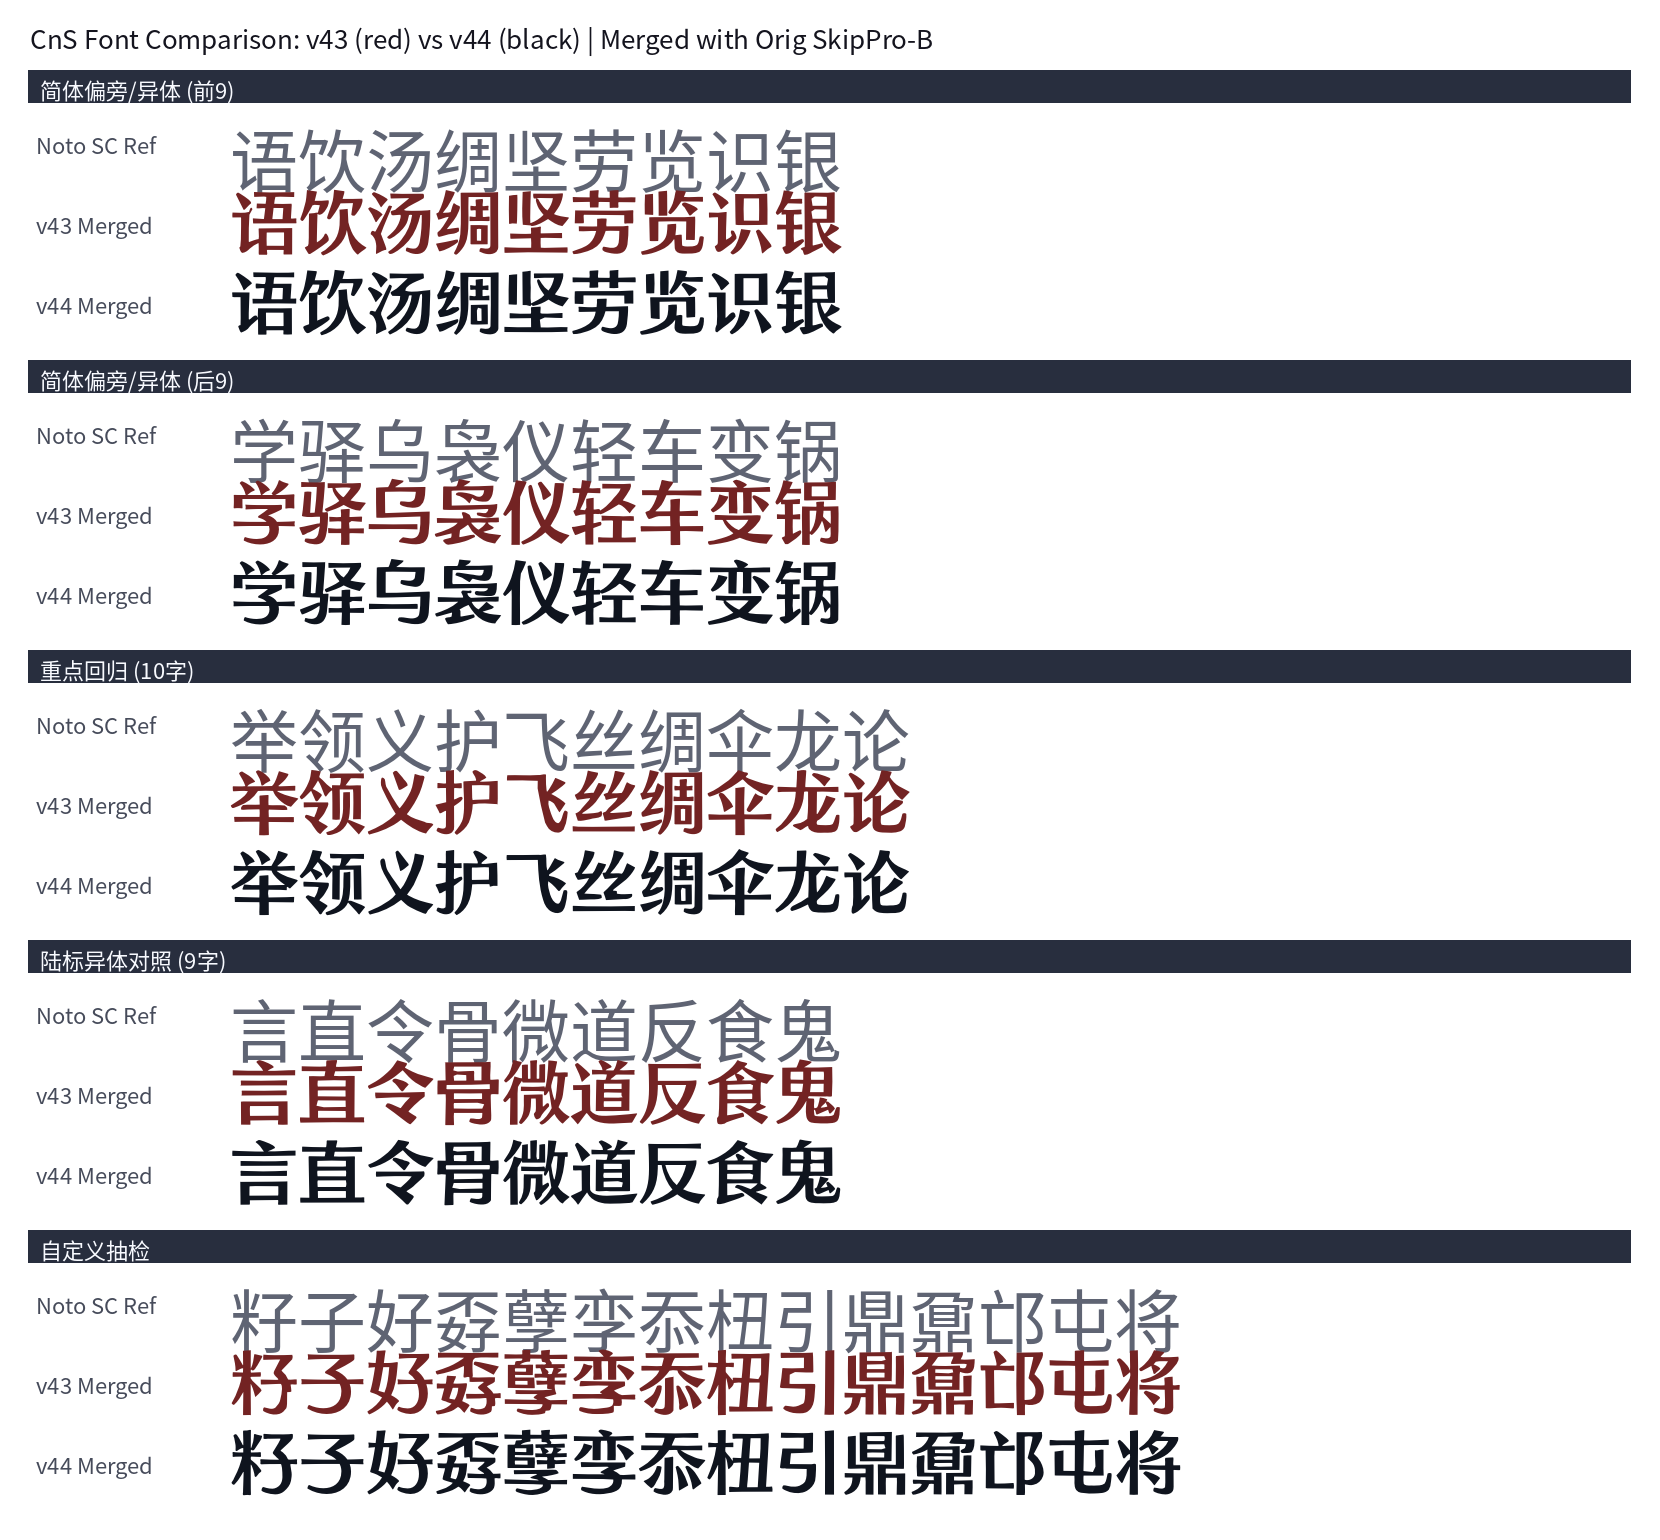 CnS Font Comparison: v43 (red) vs v44 (black) | Merged with Orig SkipPro-B
简体偏旁/异体 (前9)
Noto SC Ref 语饮汤绸坚劳览识银
v43 Merged 语饮汤绸坚劳览识银
v44 Merged 语饮汤绸坚劳览识银
简体偏旁/异体 (后9)
Noto SC Ref 学驿乌袅仪轻车变锅
v43 Merged 学驿乌袅仪轻车变锅
v44 Merged 学驿乌袅仪轻车变锅
重点回归 (10字)
Noto SC Ref 举领义护飞丝绸伞龙论
v43 Merged 举领义护飞丝绸伞龙论
v44 Merged 举领义护飞丝绸伞龙论
陆标异体对照 (9字)
Noto SC Ref 言直令骨微道反食鬼
v43 Merged 言直令骨微道反食鬼
v44 Merged 言直令骨微道反食鬼
自定义抽检
Noto SC Ref 籽子好孬孽孪忝杻引鼎鼐邙屯将
v43 Merged 籽子好孬孽孪忝杻引鼎鼐邙屯将
v44 Merged 籽子好孬孽孪忝杻引鼎鼐邙屯将